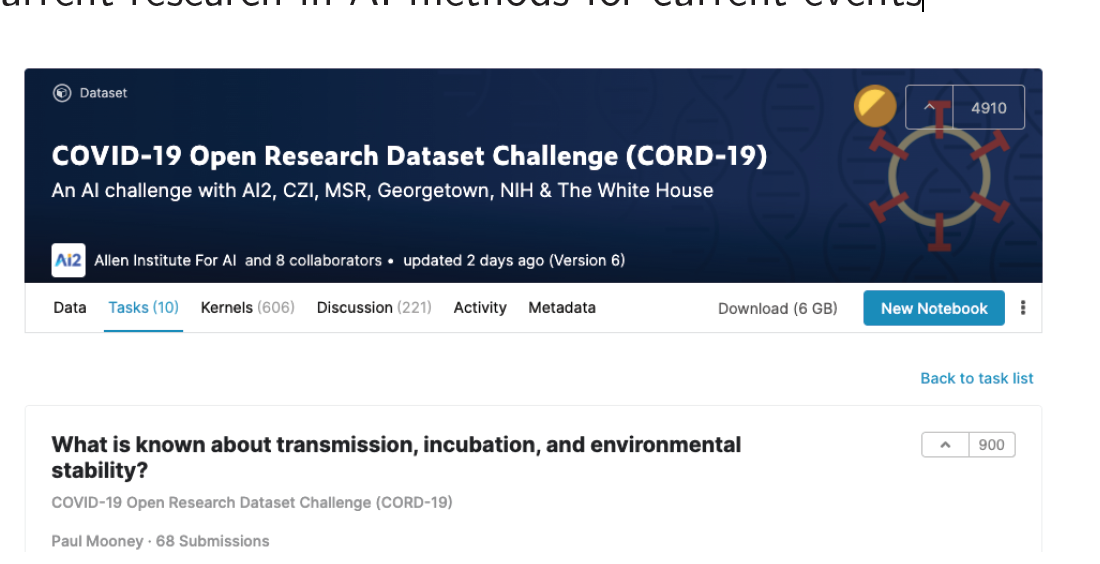 current research in AI methods for current events
Dataset
4910
COVID-19 Open Research Dataset Challenge (CORD-19)
An AI challenge with AI2, CZI, MSR, Georgetown, NIH & The White House
Ai2 Allen Institute For AI and 8 collaborators • updated 2 days ago (Version 6)
Data Tasks (10) Kernels (606) Discussion (221) Activity Metadata Download (6 GB) New Notebook
Back to task list
What is known about transmission, incubation, and environmental
stability?
900
COVID-19 Open Research Dataset Challenge (CORD-19)
Paul Mooney · 68 Submissions